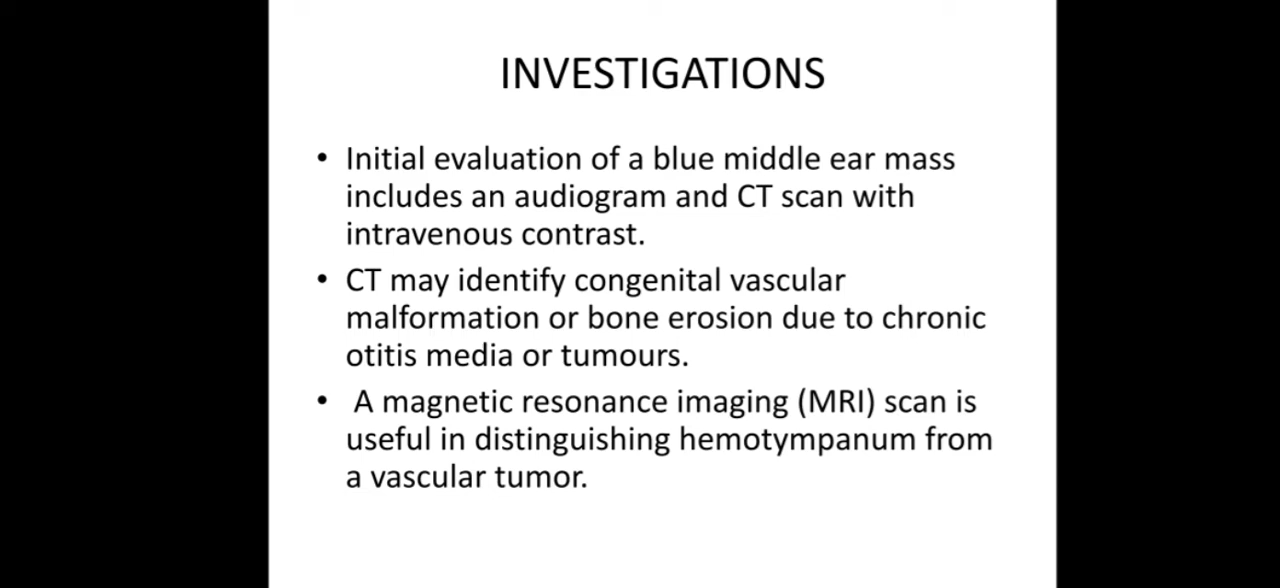 INVESTIGATIONS
• Initial evaluation of a blue middle ear mass
includes an audiogram and CT scan with
intravenous contrast.
• CT may identify congenital vascular
malformation or bone erosion due to chronic
otitis media or tumours.
• A magnetic resonance imaging (MRI) scan is
useful in distinguishing hemotympanum from
a vascular tumor.